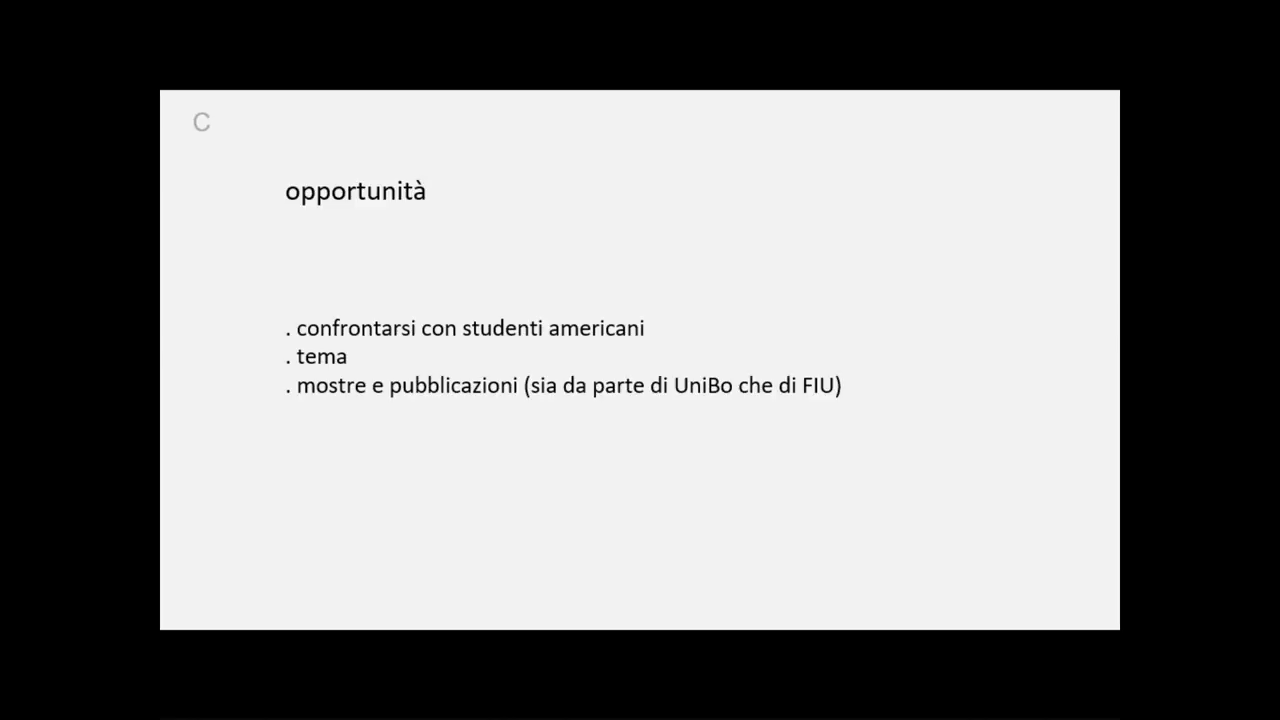 C
opportunità
. confrontarsi con studenti americani
. tema
. mostre e pubblicazioni (sia da parte di UniBo che di FIU)